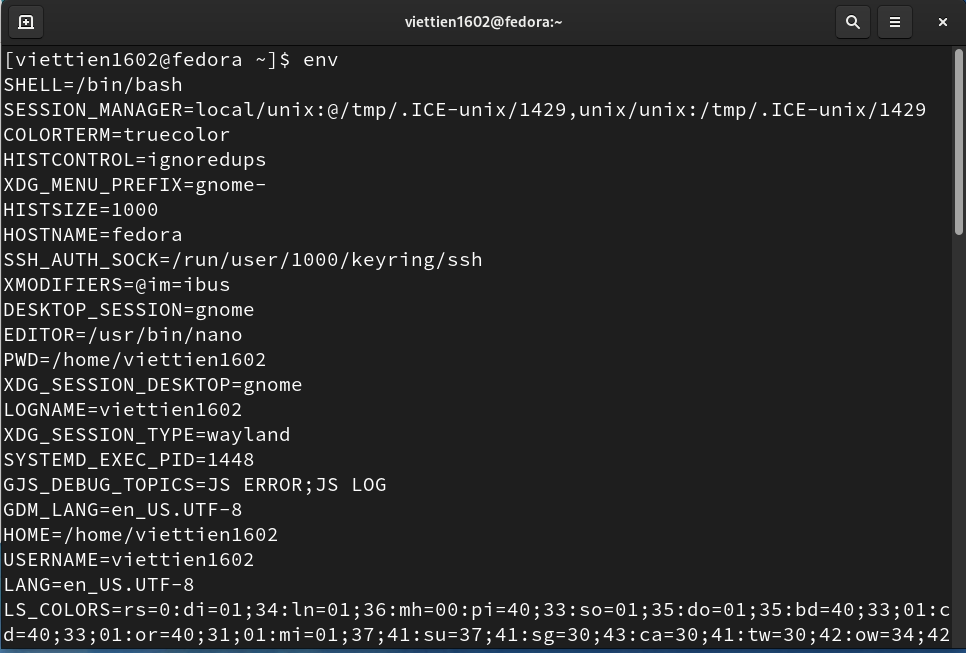 viettien1602@fedora:~
[viettien1602@fedora ~]$ env
SHELL=/bin/bash
SESSION_MANAGER=local/unix:@/tmp/.ICE-unix/1429,unix/unix:/tmp/.ICE-unix/1429
COLORTERM=truecolor
HISTCONTROL=ignoredups
XDG_MENU_PREFIX=gnome-
HISTSIZE=1000
HOSTNAME=fedora
SSH_AUTH_SOCK=/run/user/1000/keyring/ssh
XMODIFIERS=@im=ibus
DESKTOP_SESSION=gnome
EDITOR=/usr/bin/nano
PWD=/home/viettien1602
XDG_SESSION_DESKTOP=gnome
LOGNAME=viettien1602
XDG_SESSION_TYPE=wayland
SYSTEMD_EXEC_PID=1448
GJS_DEBUG_TOPICS=JS ERROR;JS LOG
GDM_LANG=en_US.UTF-8
HOME=/home/viettien1602
USERNAME=viettien1602
LANG=en_US.UTF-8
LS_COLORS=rs=0:di=01;34:ln=01;36:mh=00:pi=40;33:so=01;35:do=01;35:bd=40;33;01:c
d=40;33;01:or=40;31;01:mi=01;37;41:su=37;41:sg=30;43:ca=30;41:tw=30;42:ow=34;42